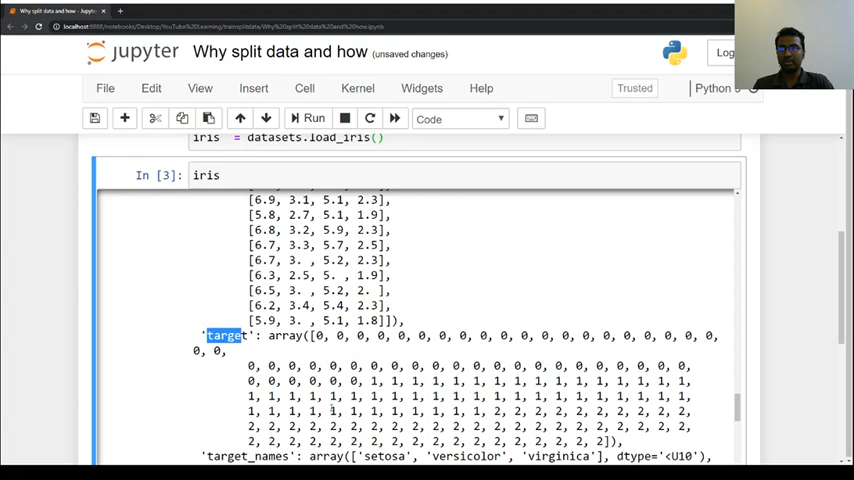 Why split data and how
localhost:8888/notebooks/Desktop/YouTube%20Learning/trainsplitdata/Why%20split%20data%20and%20how.ipynb
jupyter Why split data and how (unsaved changes)
Log
File Edit View Insert Cell Kernel Widgets Help Trusted Python 3
Run Code
iris = datasets.load_iris()
In [3]: iris
[6.9, 3.1, 5.1, 2.3],
[5.8, 2.7, 5.1, 1.9],
[6.8, 3.2, 5.9, 2.3],
[6.7, 3.3, 5.7, 2.5],
[6.7, 3. , 5.2, 2.3],
[6.3, 2.5, 5. , 1.9],
[6.5, 3. , 5.2, 2. ],
[6.2, 3.4, 5.4, 2.3],
[5.9, 3. , 5.1, 1.8]]),
'target': array([0, 0, 0, 0, 0, 0, 0, 0, 0, 0, 0, 0, 0, 0, 0, 0, 0, 0, 0, 0,
0, 0,
0, 0, 0, 0, 0, 0, 0, 0, 0, 0, 0, 0, 0, 0, 0, 0, 0, 0, 0, 0, 0, 0,
0, 0, 0, 0, 0, 0, 1, 1, 1, 1, 1, 1, 1, 1, 1, 1, 1, 1, 1, 1, 1, 1,
1, 1, 1, 1, 1, 1, 1, 1, 1, 1, 1, 1, 1, 1, 1, 1, 1, 1, 1, 1, 1, 1,
1, 1, 1, 1, 1, 1, 1, 1, 1, 1, 1, 1, 2, 2, 2, 2, 2, 2, 2, 2, 2, 2,
2, 2, 2, 2, 2, 2, 2, 2, 2, 2, 2, 2, 2, 2, 2, 2, 2, 2, 2, 2, 2, 2,
2, 2, 2, 2, 2, 2, 2, 2, 2, 2, 2, 2, 2, 2, 2, 2, 2, 2]),
'target_names': array(['setosa', 'versicolor', 'virginica'], dtype='<U10'),